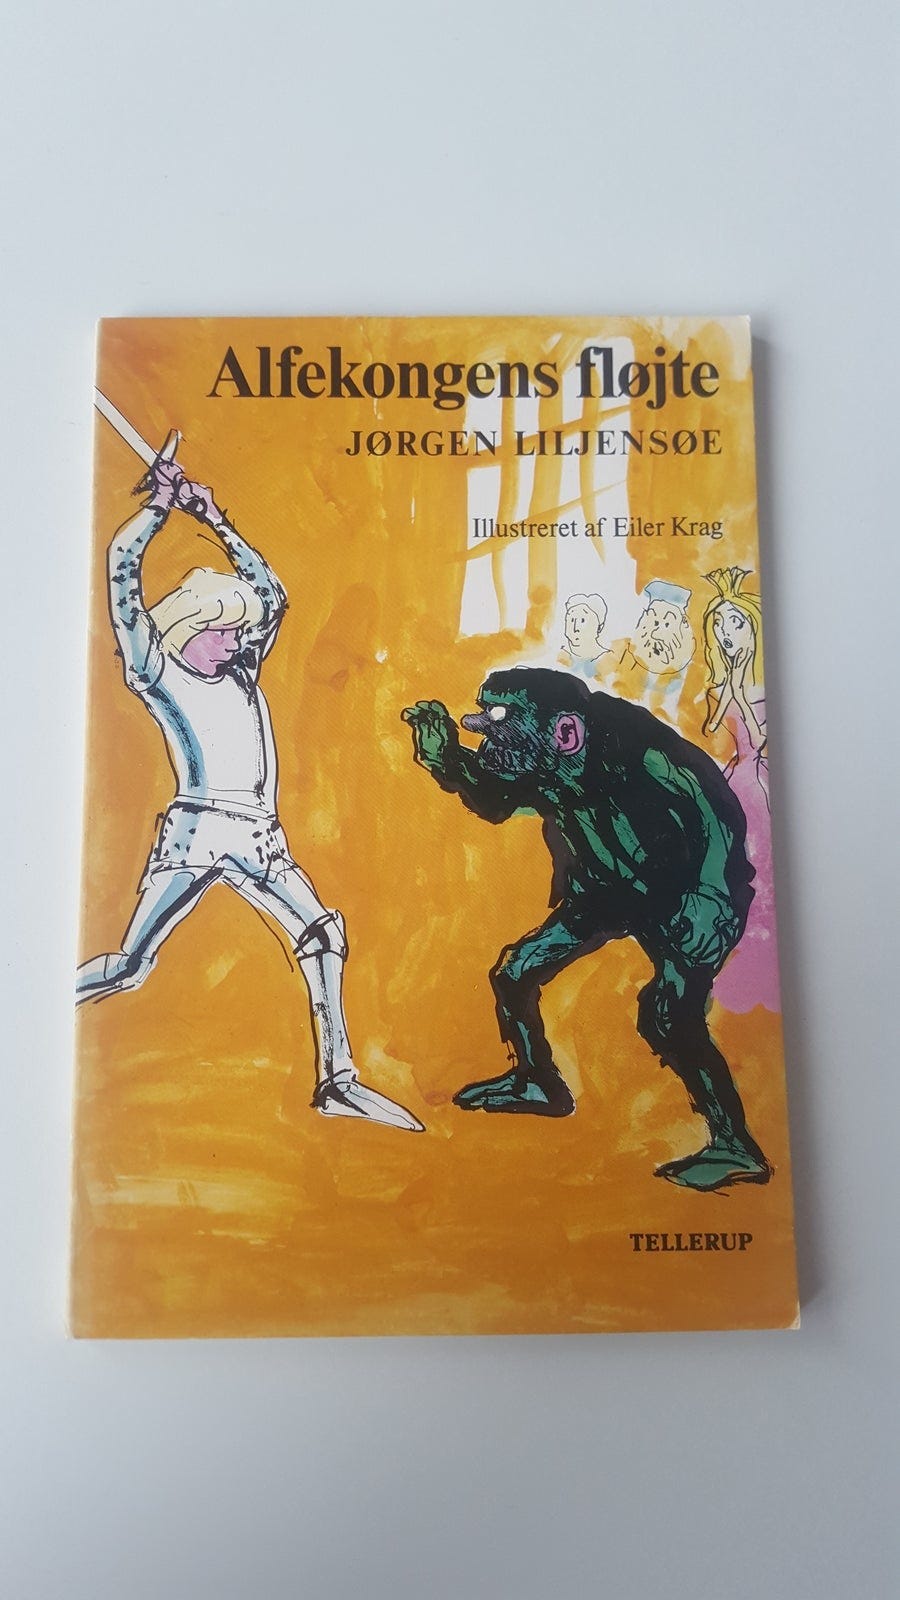 Alfekongens fløjte
JØRGEN LILJENSØE
Illustreret af Eiler Krag
TELLERUP